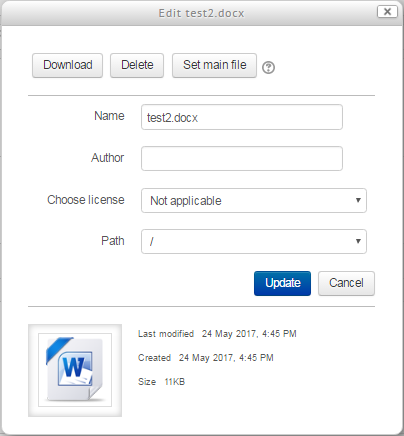 Edit test2.docx
Download Delete Set main file ?
Name test2.docx
Author
Choose license Not applicable
Path /
Update Cancel
Last modified 24 May 2017, 4:45 PM
Created 24 May 2017, 4:45 PM
Size 11KB
W